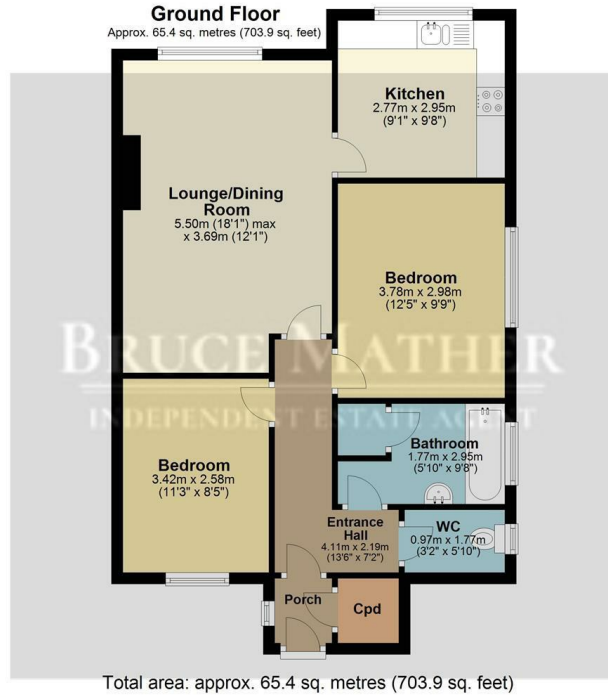 Ground Floor
Approx. 65.4 sq. metres (703.9 sq. feet)
Kitchen
2.77m x 2.95m
(9'1" x 9'8")
Lounge/Dining
Room
5.50m (18'1") max
x 3.69m (12'1")
Bedroom
3.78m x 2.98m
(12'5" x 9'9")
BRUCE MATHER
INDEPENDENT ESTATE AGENT
Bedroom
3.42m x 2.58m
(11'3" x 8'5")
Bathroom
1.77m x 2.95m
(5'10" x 9'8")
Entrance
Hall
4.11m x 2.19m
(13'6" x 7'2")
WC
0.97m x 1.77m
(3'2" x 5'10")
Porch
Cpd
Total area: approx. 65.4 sq. metres (703.9 sq. feet)